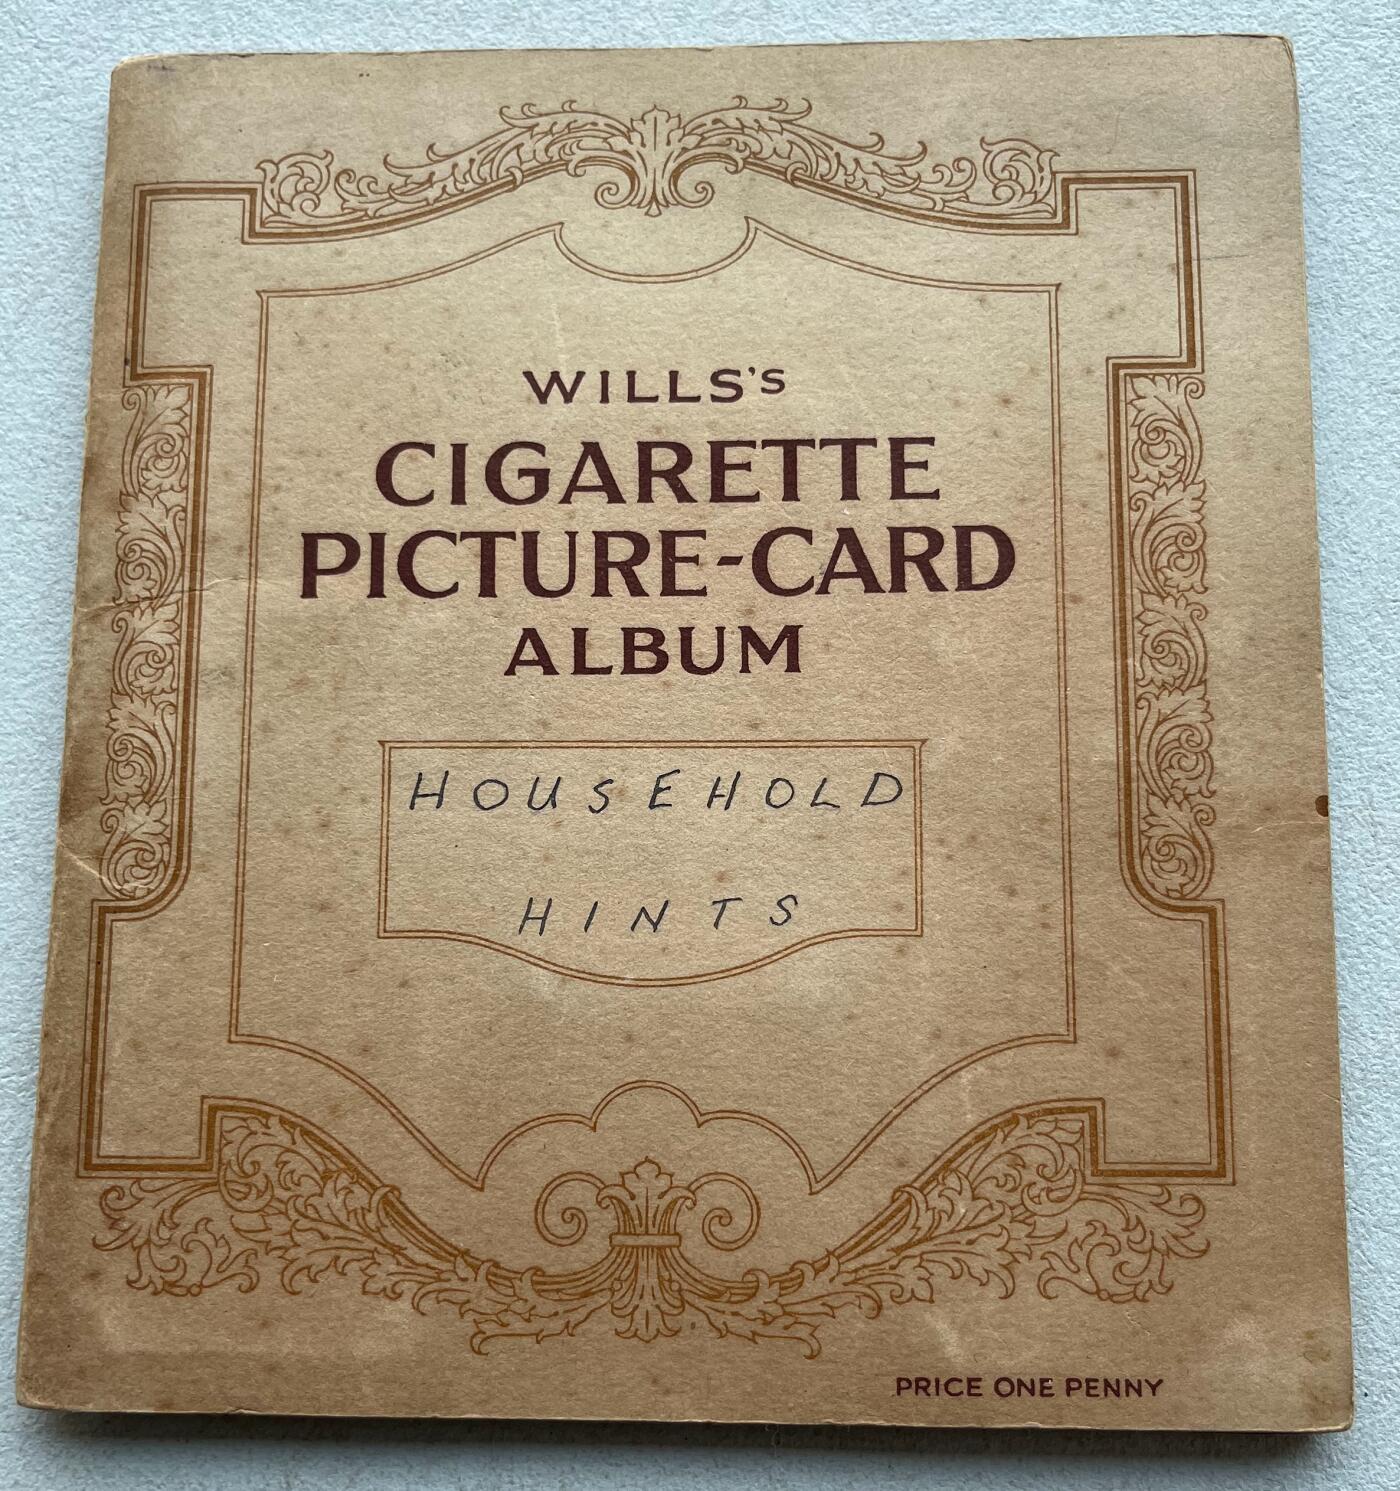 WILLS'S
CIGARETTE
PICTURE-CARD
ALBUM
HOUSEHOLD
HINTS
PRICE ONE PENNY